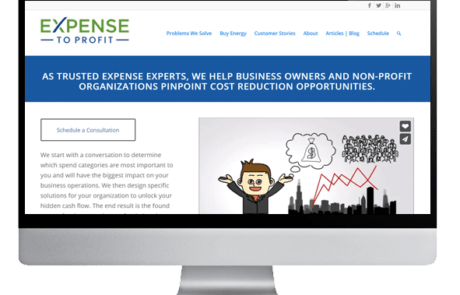 EXPENSE
TO PROFIT
Problems We Solve Buy Energy Customer Stories About Articles | Blog Schedule
AS TRUSTED EXPENSE EXPERTS, WE HELP BUSINESS OWNERS AND NON-PROFIT
ORGANIZATIONS PINPOINT COST REDUCTION OPPORTUNITIES.
Schedule a Consultation
We start with a conversation to determine
which spend categories are most important to
you and will have the biggest impact on your
business operations. We then design specific
solutions for your organization to unlock your
hidden cash flow. The end result is the found